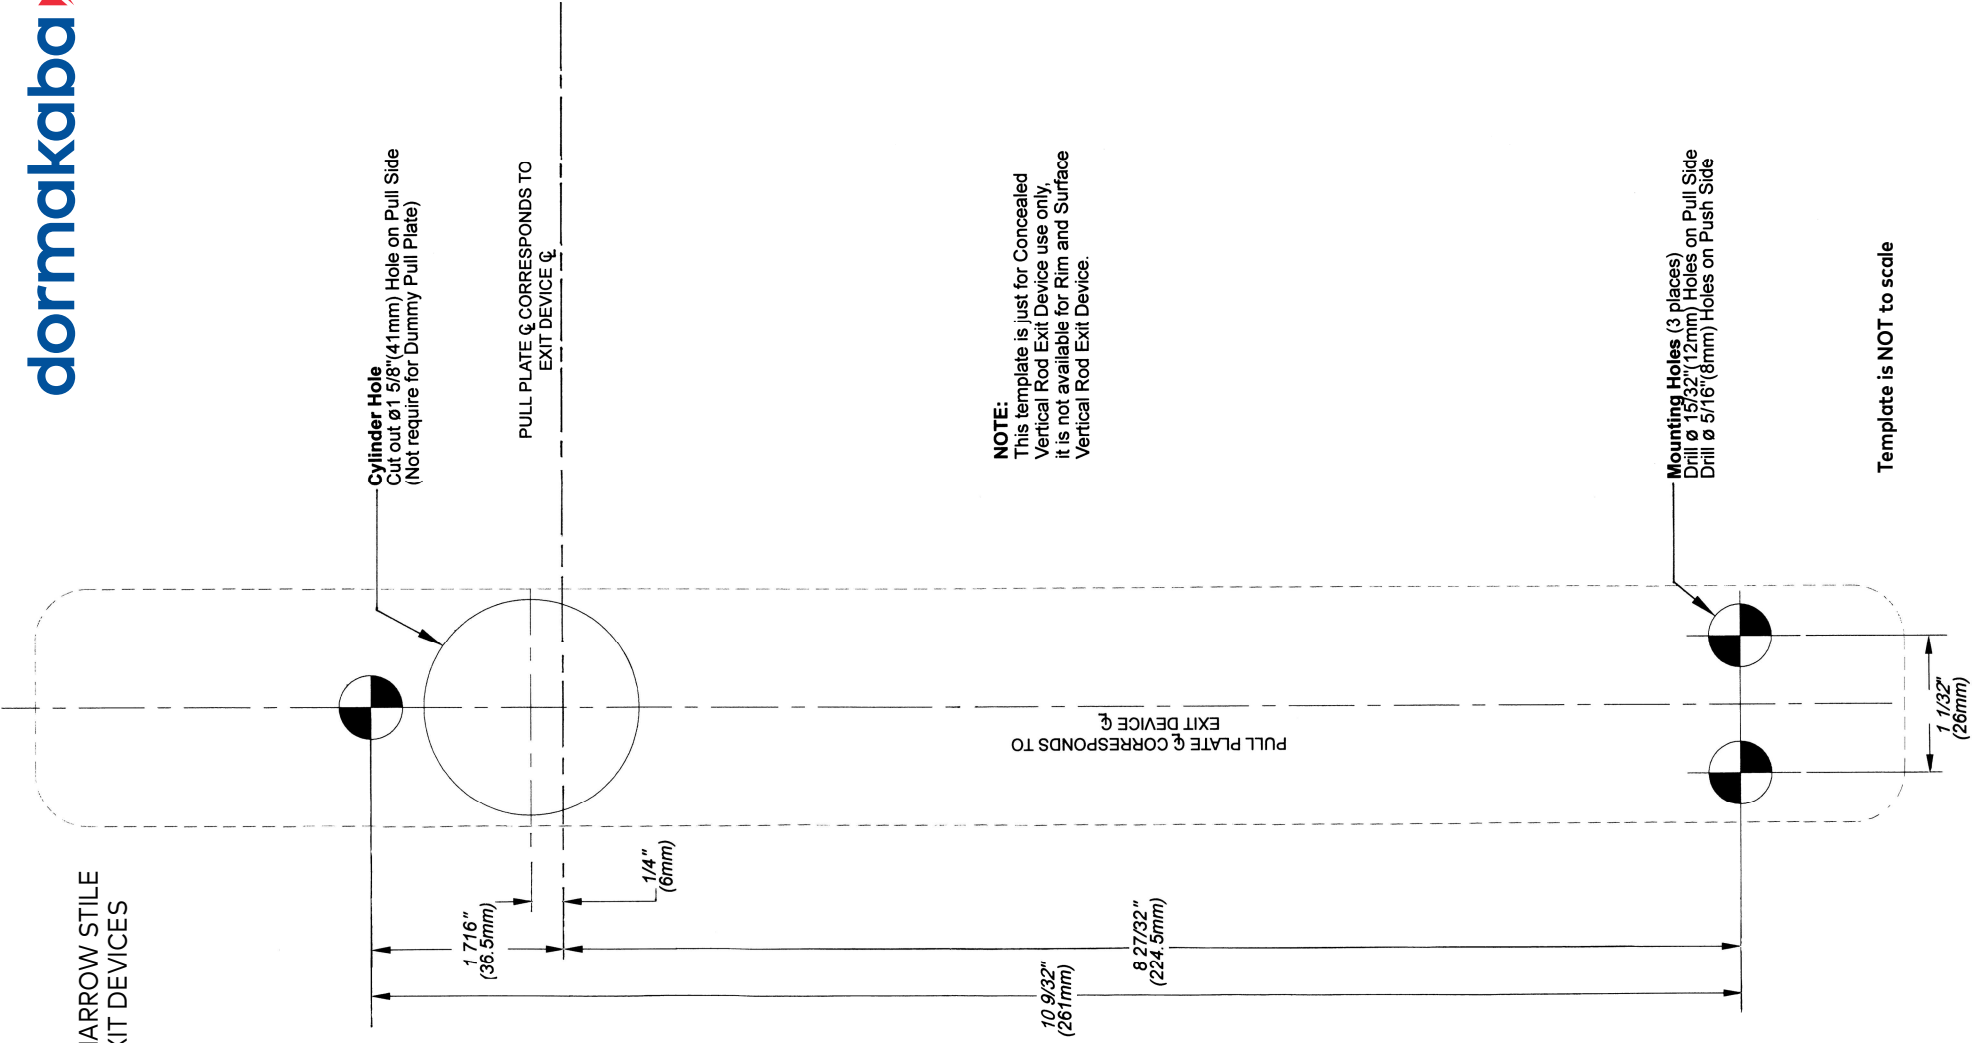 dormakaba
NARROW STILE
EXIT DEVICES
Cylinder Hole
Cut out ø1 5/8"(41mm) Hole on Pull Side
(Not require for Dummy Pull Plate)
PULL PLATE ℄ CORRESPONDS TO
EXIT DEVICE ℄
NOTE:
This template is just for Concealed
Vertical Rod Exit Device use only,
it is not available for Rim and Surface
Vertical Rod Exit Device.
Mounting Holes (3 places)
Drill ø 15/32"(12mm) Holes on Pull Side
Drill ø 5/16"(8mm) Holes on Push Side
Template is NOT to scale
PULL PLATE ℄ CORRESPONDS TO
EXIT DEVICE ℄
1 716"
(36.5mm)
1/4"
(6mm)
8 27/32"
(224.5mm)
10 9/32"
(261mm)
1 1/32"
(26mm)